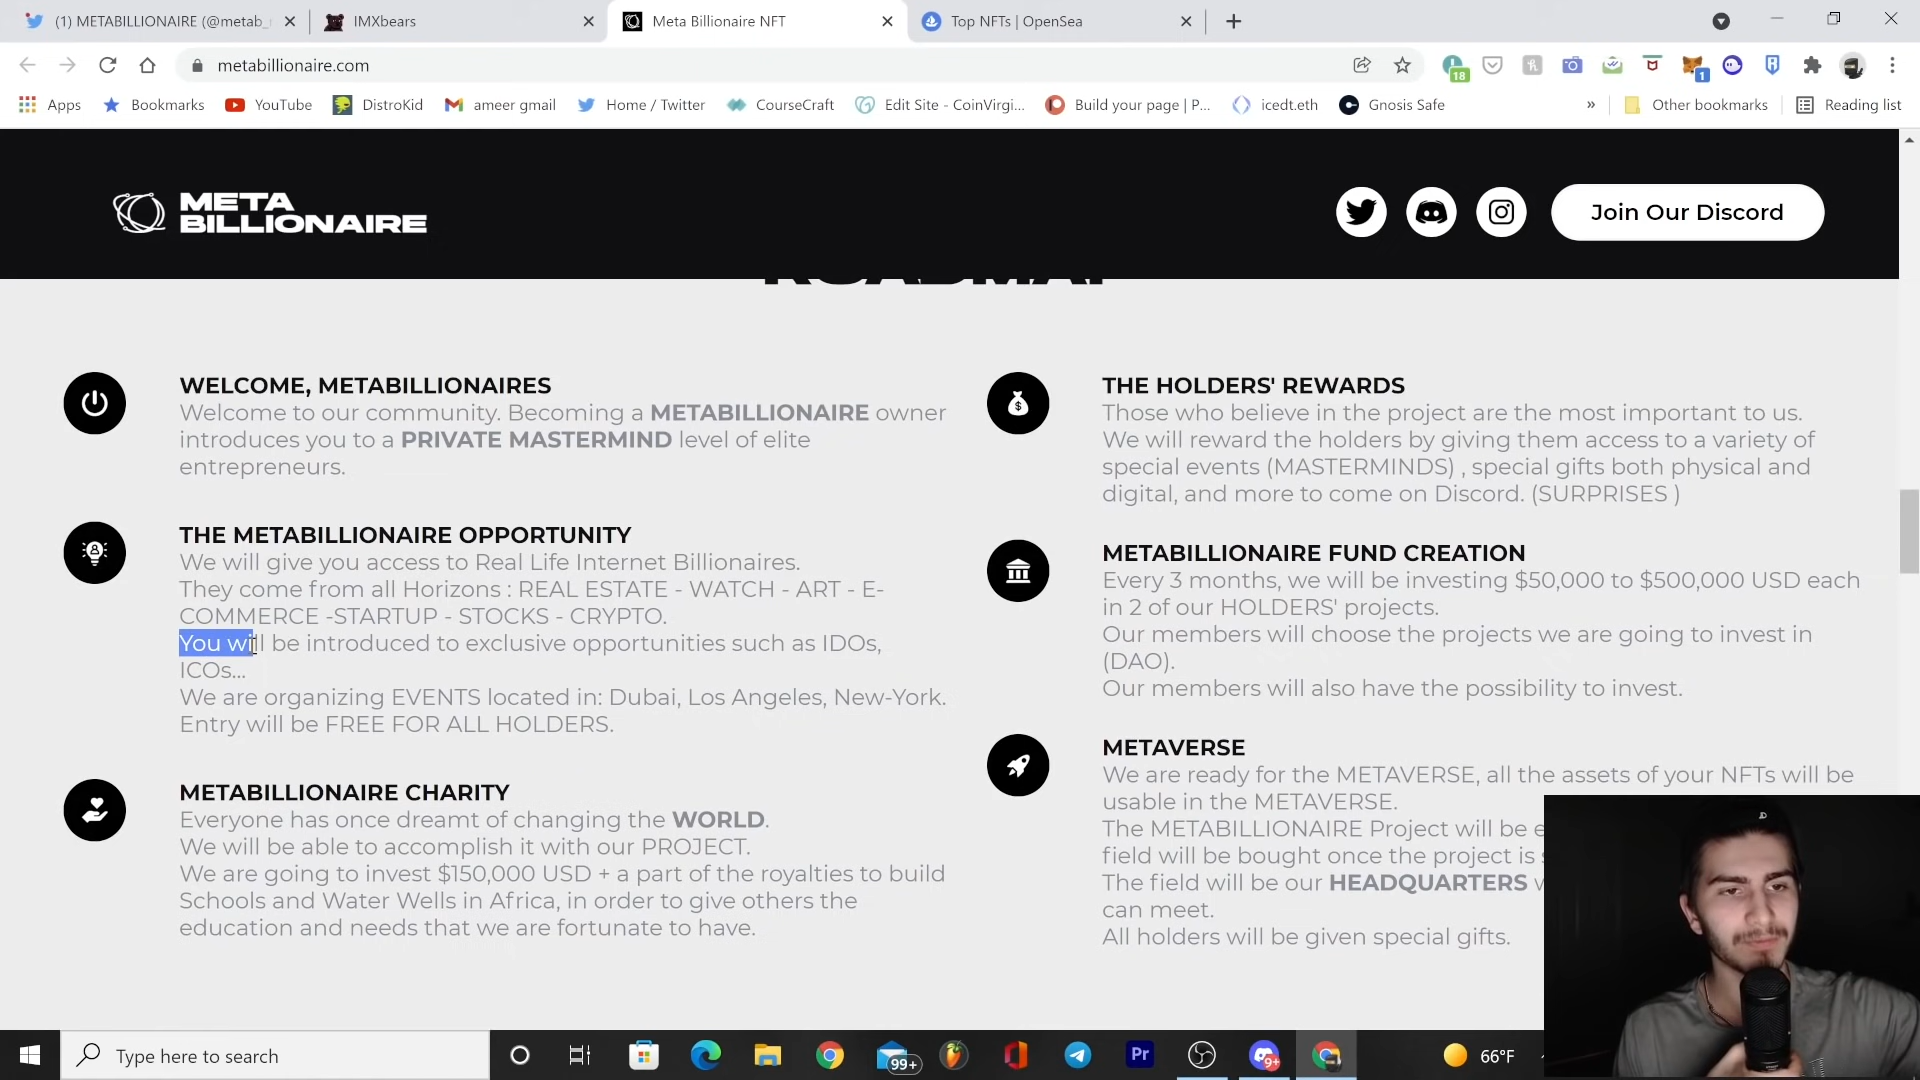 (1) METABILLIONAIRE (@metab_
IMXbears
Meta Billionaire NFT
Top NFTs | OpenSea
metabillionaire.com
18
1
Apps
Bookmarks
YouTube
DistroKid
ameer gmail
Home / Twitter
CourseCraft
Edit Site - CoinVirgi...
Build your page | P...
icedt.eth
Gnosis Safe
»
Other bookmarks
Reading list
META
BILLIONAIRE
Join Our Discord
ROADMAP
WELCOME, METABILLIONAIRES
Welcome to our community. Becoming a METABILLIONAIRE owner
introduces you to a PRIVATE MASTERMIND level of elite
entrepreneurs.
THE METABILLIONAIRE OPPORTUNITY
We will give you access to Real Life Internet Billionaires.
They come from all Horizons : REAL ESTATE - WATCH - ART - E-
COMMERCE -STARTUP - STOCKS - CRYPTO.
You will be introduced to exclusive opportunities such as IDOs,
ICOs...
We are organizing EVENTS located in: Dubai, Los Angeles, New-York.
Entry will be FREE FOR ALL HOLDERS.
METABILLIONAIRE CHARITY
Everyone has once dreamt of changing the WORLD.
We will be able to accomplish it with our PROJECT.
We are going to invest $150,000 USD + a part of the royalties to build
Schools and Water Wells in Africa, in order to give others the
education and needs that we are fortunate to have.
THE HOLDERS' REWARDS
Those who believe in the project are the most important to us.
We will reward the holders by giving them access to a variety of
special events (MASTERMINDS) , special gifts both physical and
digital, and more to come on Discord. (SURPRISES )
METABILLIONAIRE FUND CREATION
Every 3 months, we will be investing $50,000 to $500,000 USD each
in 2 of our HOLDERS' projects.
Our members will choose the projects we are going to invest in
(DAO).
Our members will also have the possibility to invest.
METAVERSE
We are ready for the METAVERSE, all the assets of your NFTs will be
usable in the METAVERSE.
The METABILLIONAIRE Project will be
field will be bought once the project is
The field will be our HEADQUARTERS
can meet.
All holders will be given special gifts.
Type here to search
99+
Pr
9+
66°F